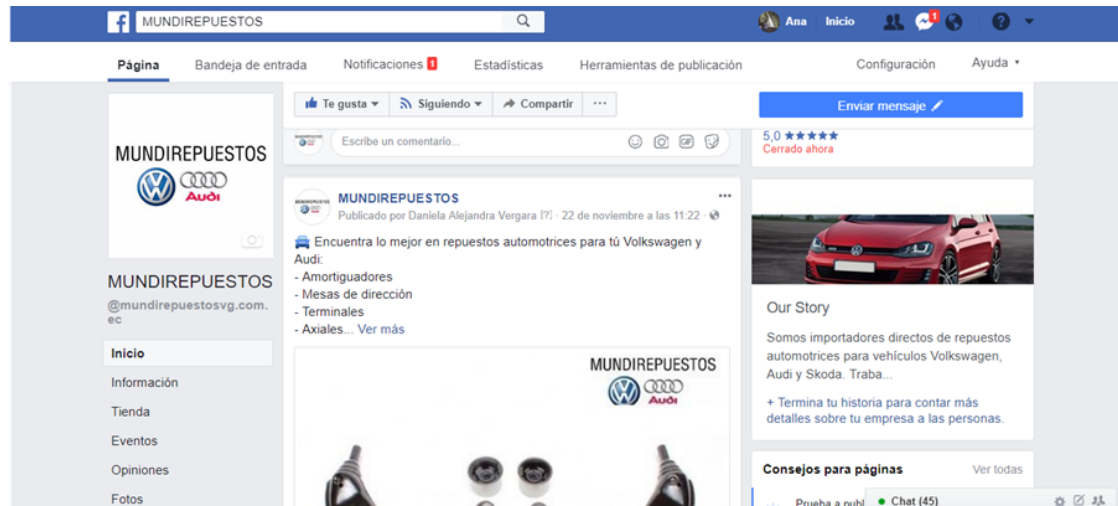 MUNDIREPUESTOS
Ana Inicio
1
Página Bandeja de entrada Notificaciones 1 Estadísticas Herramientas de publicación Configuración Ayuda
Te gusta Siguiendo Compartir ...
Enviar mensaje
MUNDIREPUESTOS
Audi
MUNDIREPUESTOS
@mundirepuestosvg.com.
ec
Inicio
Información
Tienda
Eventos
Opiniones
Fotos
Escribe un comentario...
GIF
MUNDIREPUESTOS
Publicado por Daniela Alejandra Vergara [?] · 22 de noviembre a las 11:22 ·
Encuentra lo mejor en repuestos automotrices para tú Volkswagen y
Audi:
- Amortiguadores
- Mesas de dirección
- Terminales
- Axiales... Ver más
MUNDIREPUESTOS
Audi
5,0 ★★★★★
Cerrado ahora
Our Story
Somos importadores directos de repuestos
automotrices para vehículos Volkswagen,
Audi y Skoda. Traba...
+ Termina tu historia para contar más
detalles sobre tu empresa a las personas.
Consejos para páginas Ver todas
Prueba a publ
Chat (45)